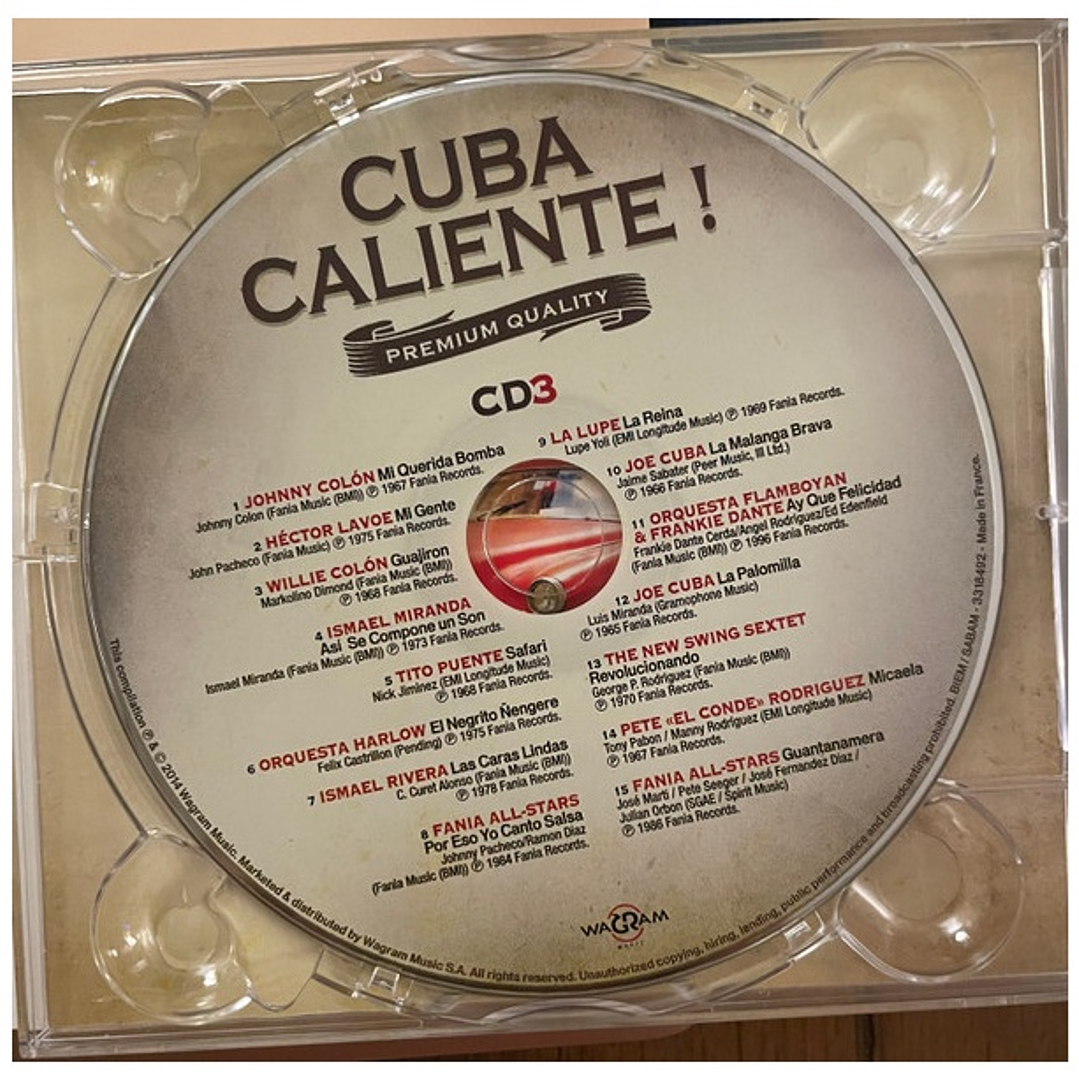 CUBA
CALIENTE !
PREMIUM QUALITY
CD3
1 JOHNNY COLÓN Mi Querida Bomba
Johnny Colon (Fania Music (BMI)) ℗ 1967 Fania Records.
2 HÉCTOR LAVOE Mi Gente
John Pacheco (Fania Music) ℗ 1975 Fania Records.
3 WILLIE COLÓN Guajiron
Markolino Dimond (Fania Music (BMI))
℗ 1968 Fania Records.
4 ISMAEL MIRANDA
Así Se Compone un Son
Ismael Miranda (Fania Music (BMI)) ℗ 1973 Fania Records.
5 TITO PUENTE Safari
Nick Jiminez (EMI Longitude Music)
℗ 1968 Fania Records.
6 ORQUESTA HARLOW El Negrito Ñengere
Felix Castrillon (Pending) ℗ 1975 Fania Records.
7 ISMAEL RIVERA Las Caras Lindas
C. Curet Alonso (Fania Music (BMI))
℗ 1978 Fania Records.
8 FANIA ALL-STARS
Por Eso Yo Canto Salsa
Johnny Pacheco/Ramon Diaz
(Fania Music (BMI)) ℗ 1984 Fania Records.
9 LA LUPE La Reina
Lupe Yoli (EMI Longitude Music) ℗ 1969 Fania Records.
10 JOE CUBA La Malanga Brava
Jaime Sabater (Peer Music, III Ltd.)
℗ 1966 Fania Records.
11 ORQUESTA FLAMBOYAN
& FRANKIE DANTE Ay Que Felicidad
Frankie Dante Cerda/Angel Rodriguez/Ed Edenfield
(Fania Music (BMI)) ℗ 1996 Fania Records.
12 JOE CUBA La Palomilla
Luis Miranda (Gramophone Music)
℗ 1965 Fania Records.
13 THE NEW SWING SEXTET
Revolucionando
George P. Rodriguez (Fania Music (BMI))
℗ 1970 Fania Records.
14 PETE «EL CONDE» RODRIGUEZ Micaela
Tony Pabon / Manny Rodríguez (EMI Longitude Music)
℗ 1967 Fania Records.
15 FANIA ALL-STARS Guantanamera
José Martí / Pete Seeger / José Fernandez Diaz /
Julian Orbon (SGAE / Spirit Music)
℗ 1986 Fania Records.
WAGRAM
MUSIC
This compilation ℗ & © 2014 Wagram Music. Marketed & distributed by Wagram Music S.A. All rights reserved. Unauthorized copying, hiring, lending, public performance and broadcasting prohibited. BIEM / SABAM - 3318492 - Made in France.